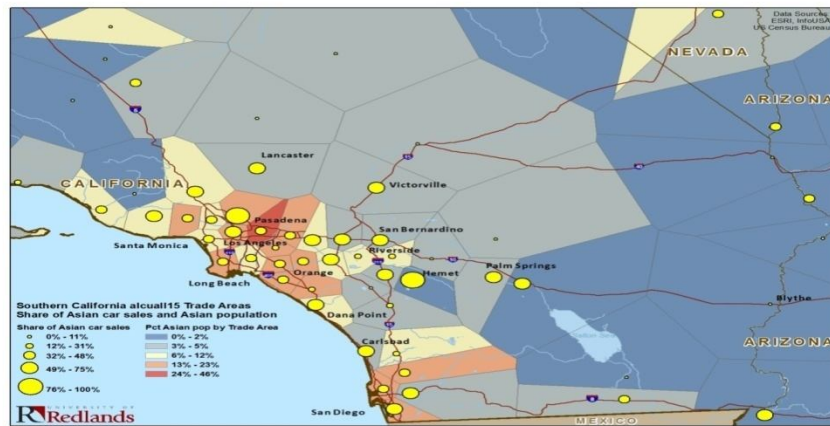 Data Sources:
ESRI, InfoUSA
US Census Bureau
NEVADA
ARIZONA
Lancaster
CALIFORNIA
Victorville
Pasadena
San Bernardino
Santa Monica
Los Angeles
Riverside
Long Beach
Orange
Hemet
Palm Springs
Blythe
Dana Point
ARIZONA
Carlsbad
San Diego
MEXICO
Southern California alcuall15 Trade Areas
Share of Asian car sales and Asian population
Share of Asian car sales
0% - 11%
12% - 31%
32% - 48%
49% - 75%
76% - 100%
Pct Asian pop by Trade Area
0% - 2%
3% - 5%
6% - 12%
13% - 23%
24% - 46%
UNIVERSITY OF
Redlands